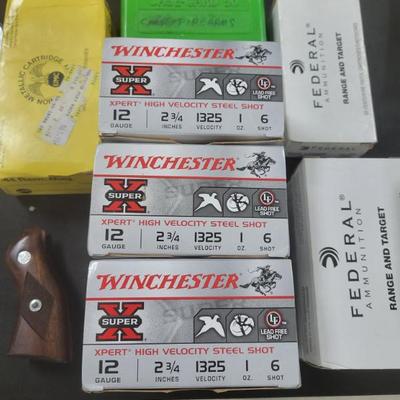 METALLIC CARTRIDGE
WINCHESTER
SUPER X
XPERT HIGH VELOCITY STEEL SHOT
LEAD FREE SHOT
12 2 3/4 1325 1 6
GAUGE INCHES VELOCITY OZ. SHOT
FEDERAL
AMMUNITION
RANGE AND TARGET
WINCHESTER
SUPER X
XPERT HIGH VELOCITY STEEL SHOT
LEAD FREE SHOT
12 2 3/4 1325 1 6
GAUGE INCHES VELOCITY OZ. SHOT
WINCHESTER
SUPER X
XPERT HIGH VELOCITY STEEL SHOT
LEAD FREE SHOT
12 2 3/4 1325 1 6
GAUGE INCHES VELOCITY OZ. SHOT
FEDERAL
AMMUNITION
RANGE AND TARGET